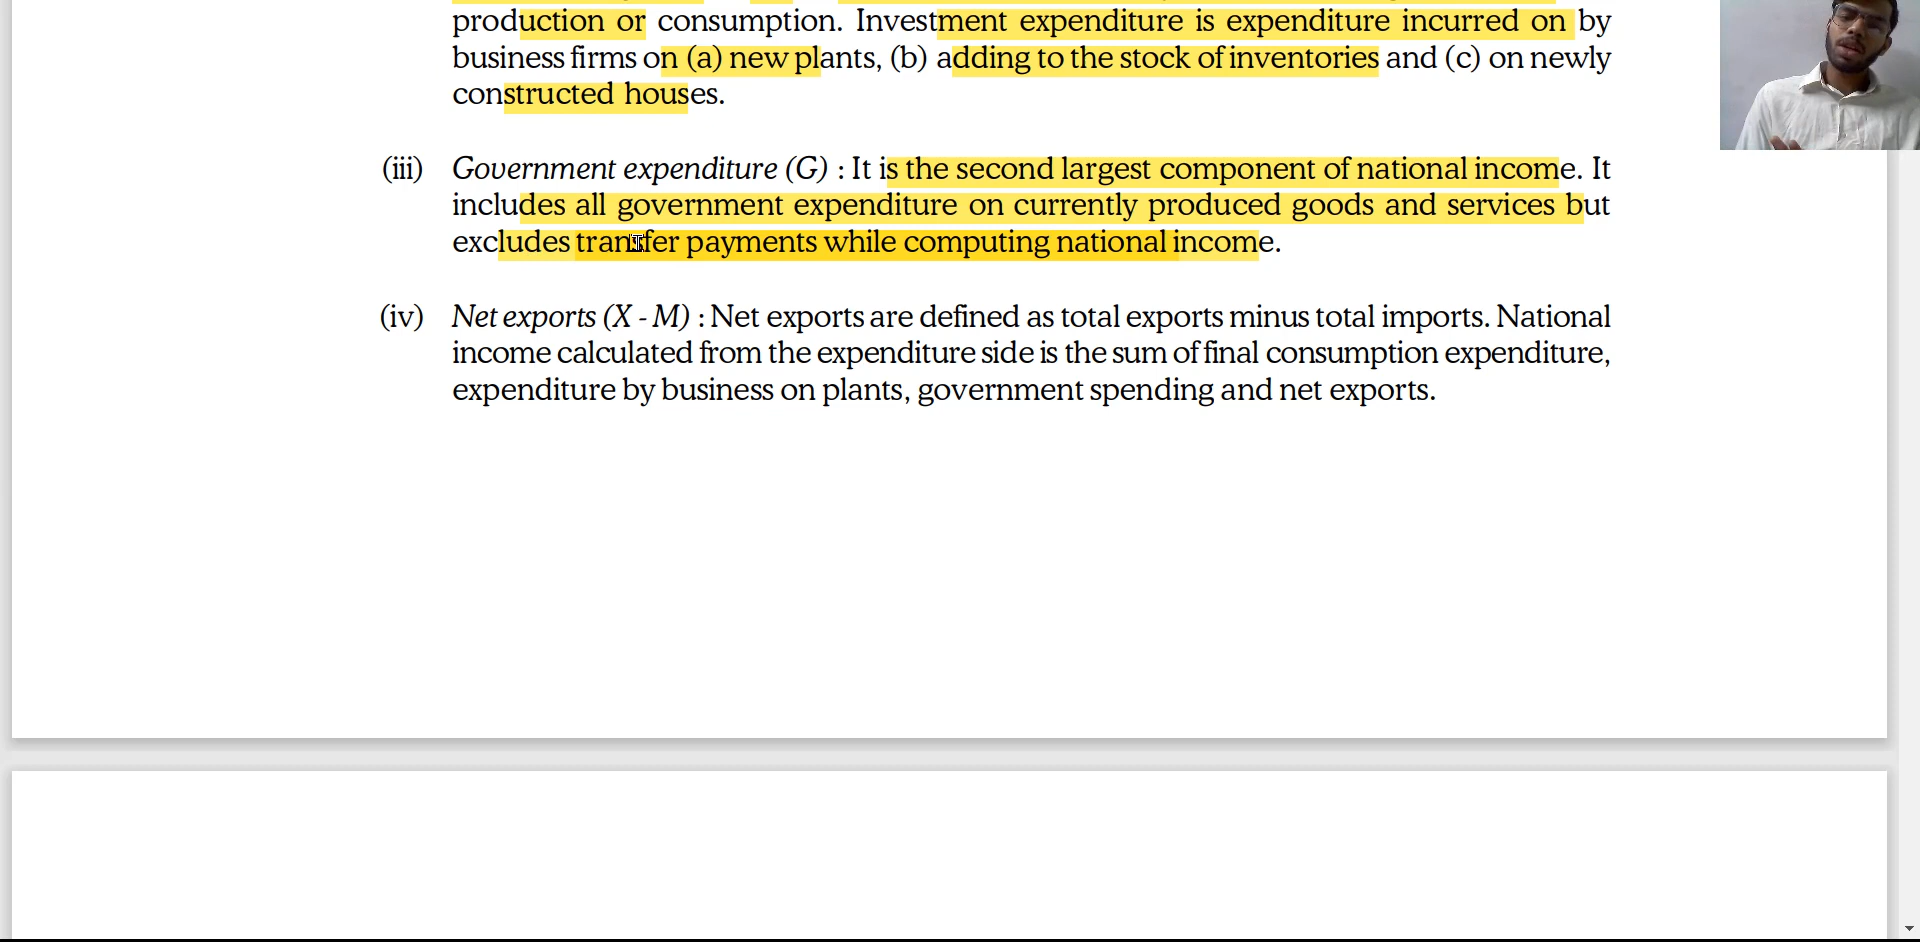 production or consumption. Investment expenditure is expenditure incurred on by
business firms on (a) new plants, (b) adding to the stock of inventories and (c) on newly
constructed houses.
(iii) Government expenditure (G) : It is the second largest component of national income. It
includes all government expenditure on currently produced goods and services but
excludes transfer payments while computing national income.
(iv) Net exports (X - M) : Net exports are defined as total exports minus total imports. National
income calculated from the expenditure side is the sum of final consumption expenditure,
expenditure by business on plants, government spending and net exports.